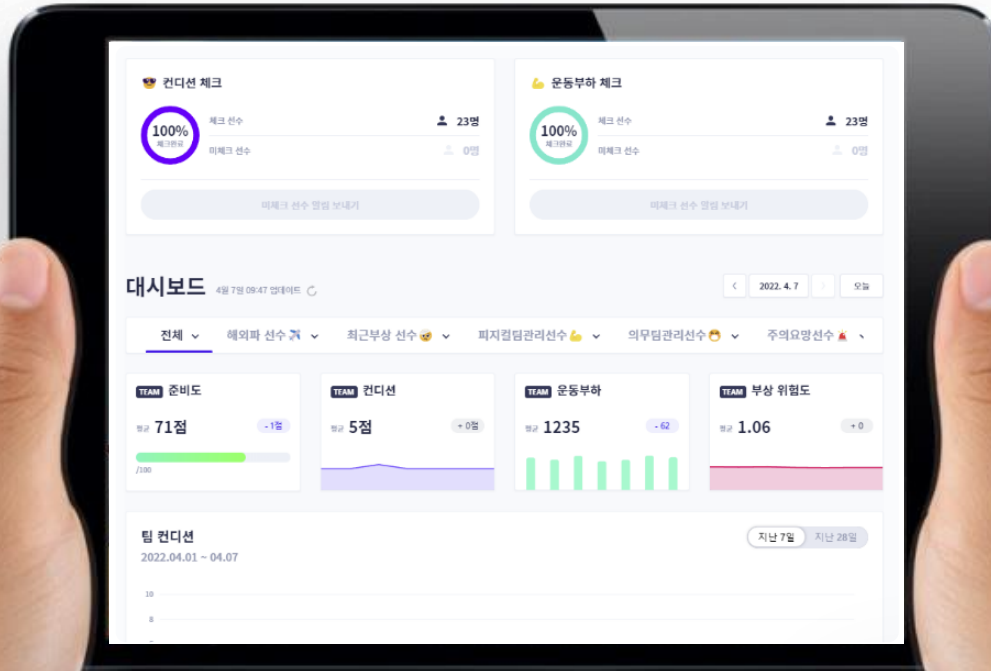 컨디션 체크
100%
체크완료
체크 선수 23명
미체크 선수 0명
미체크 선수 알림 보내기
운동부하 체크
100%
체크완료
체크 선수 23명
미체크 선수 0명
미체크 선수 알림 보내기
대시보드 4월 7일 09:47 업데이트
2022. 4. 7
오늘
전체
해외파 선수
최근부상 선수
피지컬팀관리선수
의무팀관리선수
주의요망선수
TEAM 준비도
평균 71점 - 1점
/100
TEAM 컨디션
평균 5점 + 0점
TEAM 운동부하
평균 1235 - 62
TEAM 부상 위험도
평균 1.06 + 0
팀 컨디션
2022.04.01 ~ 04.07
지난 7일 지난 28일
10
8